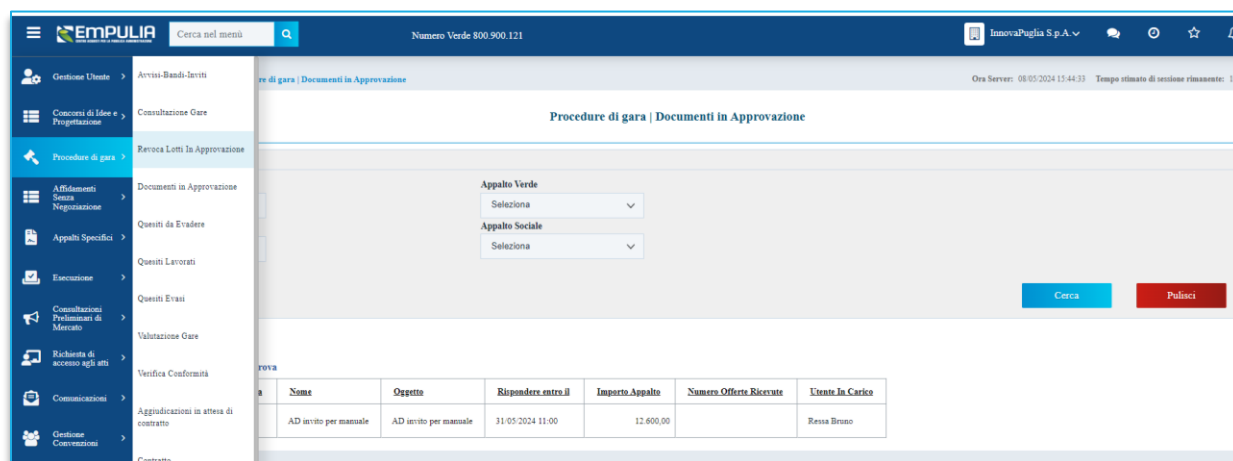 EmPULIA
Cerca nel menù
Numero Verde 800.900.121
InnovaPuglia S.p.A.
Gestione Utente
Concorsi di Idee e
Progettazione
Procedure di gara
Affidamenti
Senza
Negoziazione
Appalti Specifici
Esecuzione
Consultazioni
Preliminari di
Mercato
Richiesta di
accesso agli atti
Comunicazioni
Gestione
Convenzioni
Avvisi-Bandi-Inviti
Consultazione Gare
Revoca Lotti In Approvazione
Documenti in Approvazione
Quesiti da Evadere
Quesiti Lavorati
Quesiti Evasi
Valutazione Gare
Verifica Conformità
Aggiudicazioni in attesa di
contratto
Contratto
re di gara | Documenti in Approvazione
Ora Server: 08/05/2024 15:44:33 Tempo stimato di sessione rimanente: 1
Procedure di gara | Documenti in Approvazione
Appalto Verde
Seleziona
Appalto Sociale
Seleziona
Cerca
Pulisci
rova
a Nome Oggetto Rispondere entro il Importo Appalto Numero Offerte Ricevute Utente In Carico
AD invito per manuale AD invito per manuale 31/05/2024 11:00 12.600,00 Ressa Bruno